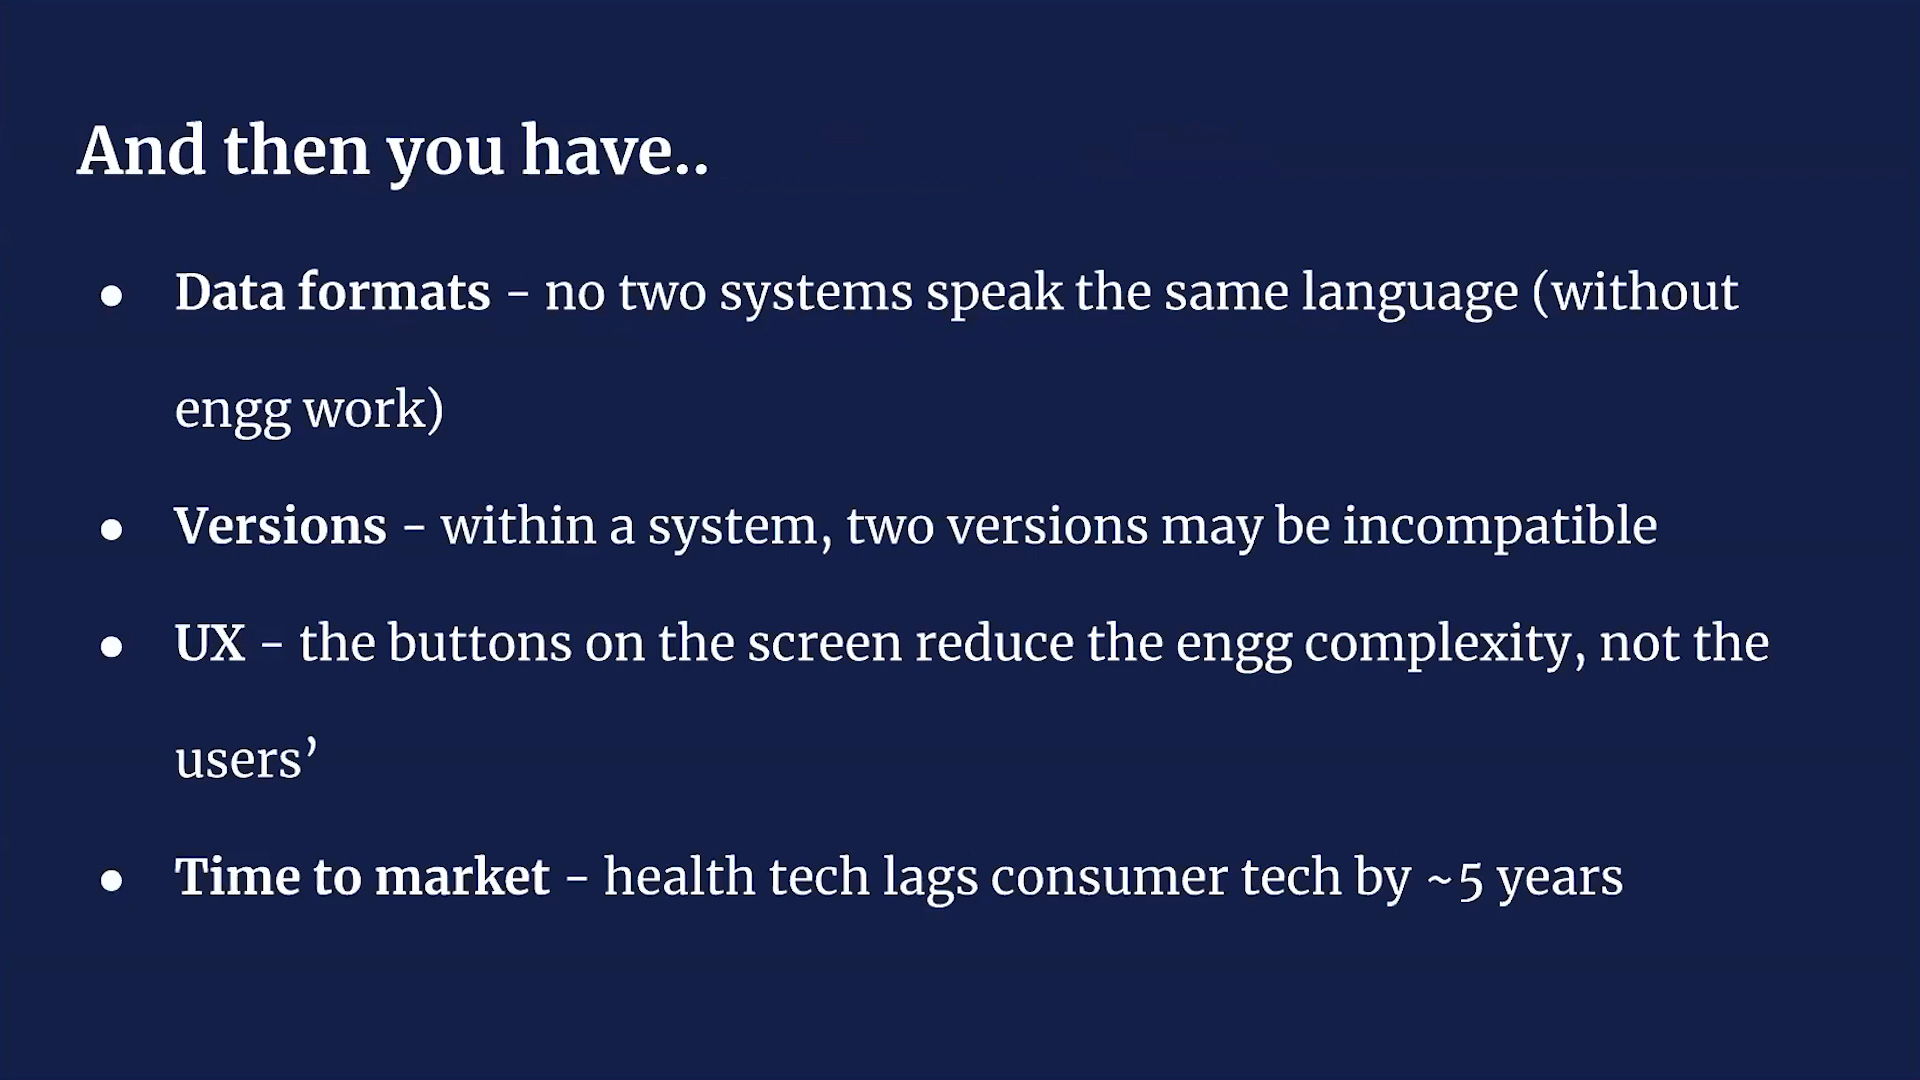 And then you have..
● Data formats - no two systems speak the same language (without
engg work)
● Versions - within a system, two versions may be incompatible
● UX - the buttons on the screen reduce the engg complexity, not the
users’
● Time to market - health tech lags consumer tech by ~5 years